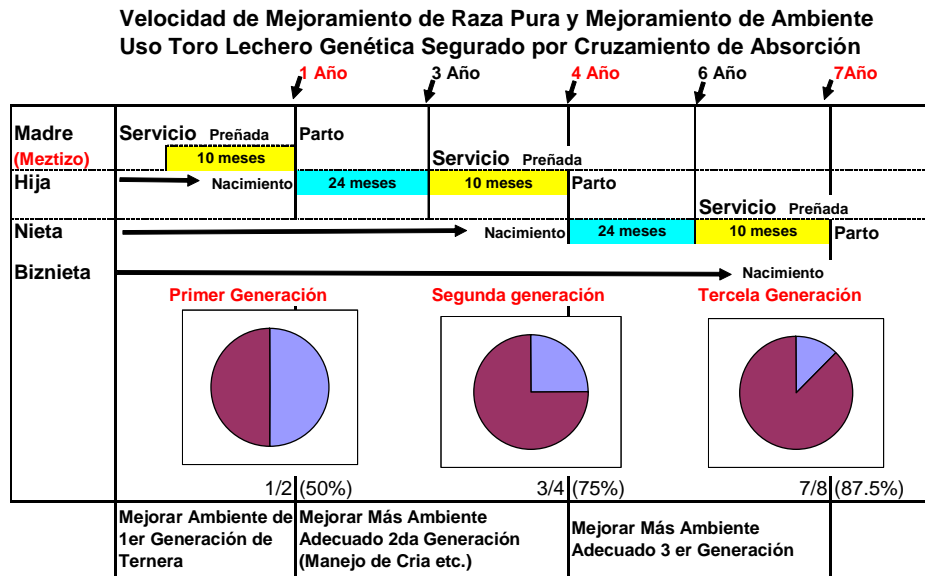 Velocidad de Mejoramiento de Raza Pura y Mejoramiento de Ambiente
Uso Toro Lechero Genética Segurado por Cruzamiento de Absorción
1 Año 3 Año 4 Año 6 Año 7Año
Madre Servicio Preñada Parto
(Meztizo) 10 meses Servicio Preñada
Hija Nacimiento 24 meses 10 meses Parto
Servicio Preñada
Nieta Nacimiento 24 meses 10 meses Parto
Biznieta Nacimiento
Primer Generación Segunda generación Tercela Generación
1/2 (50%) 3/4 (75%) 7/8 (87.5%)
Mejorar Ambiente de
1er Generación de
Ternera
Mejorar Más Ambiente
Adecuado 2da Generación
(Manejo de Cria etc.)
Mejorar Más Ambiente
Adecuado 3 er Generación